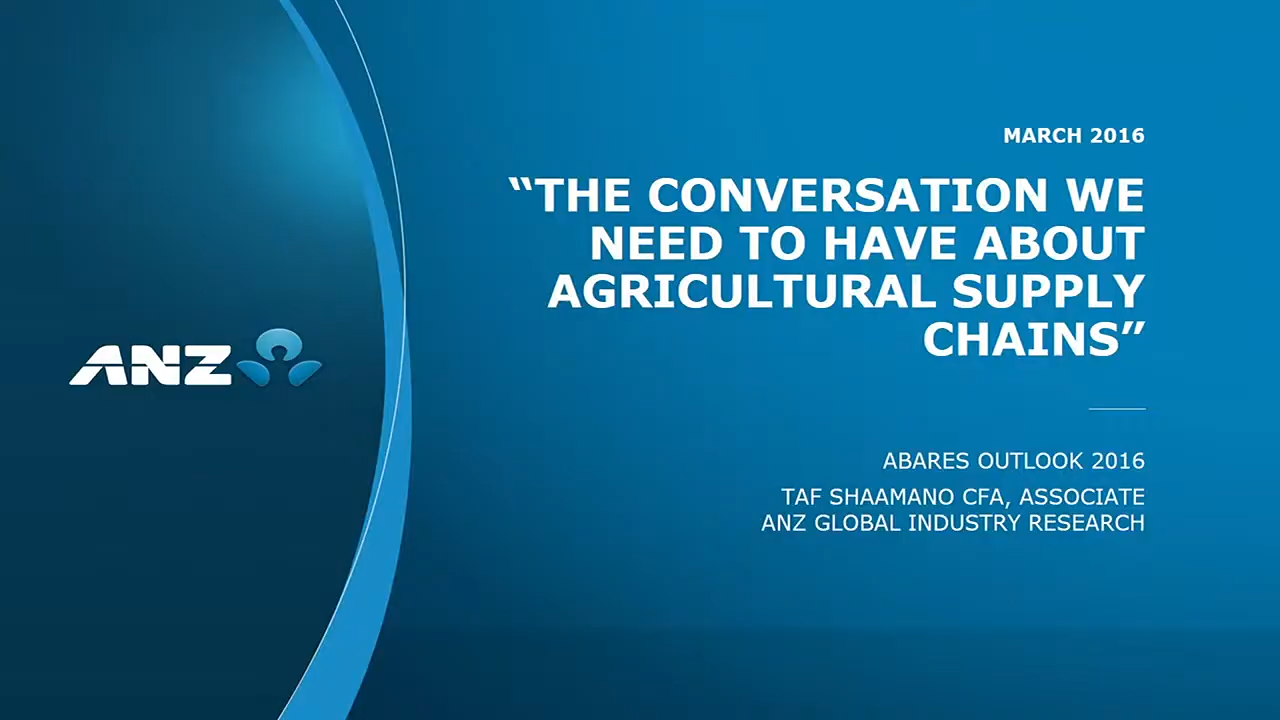 MARCH 2016
“THE CONVERSATION WE
NEED TO HAVE ABOUT
AGRICULTURAL SUPPLY
CHAINS”
ANZ
ABARES OUTLOOK 2016
TAF SHAAMANO CFA, ASSOCIATE
ANZ GLOBAL INDUSTRY RESEARCH